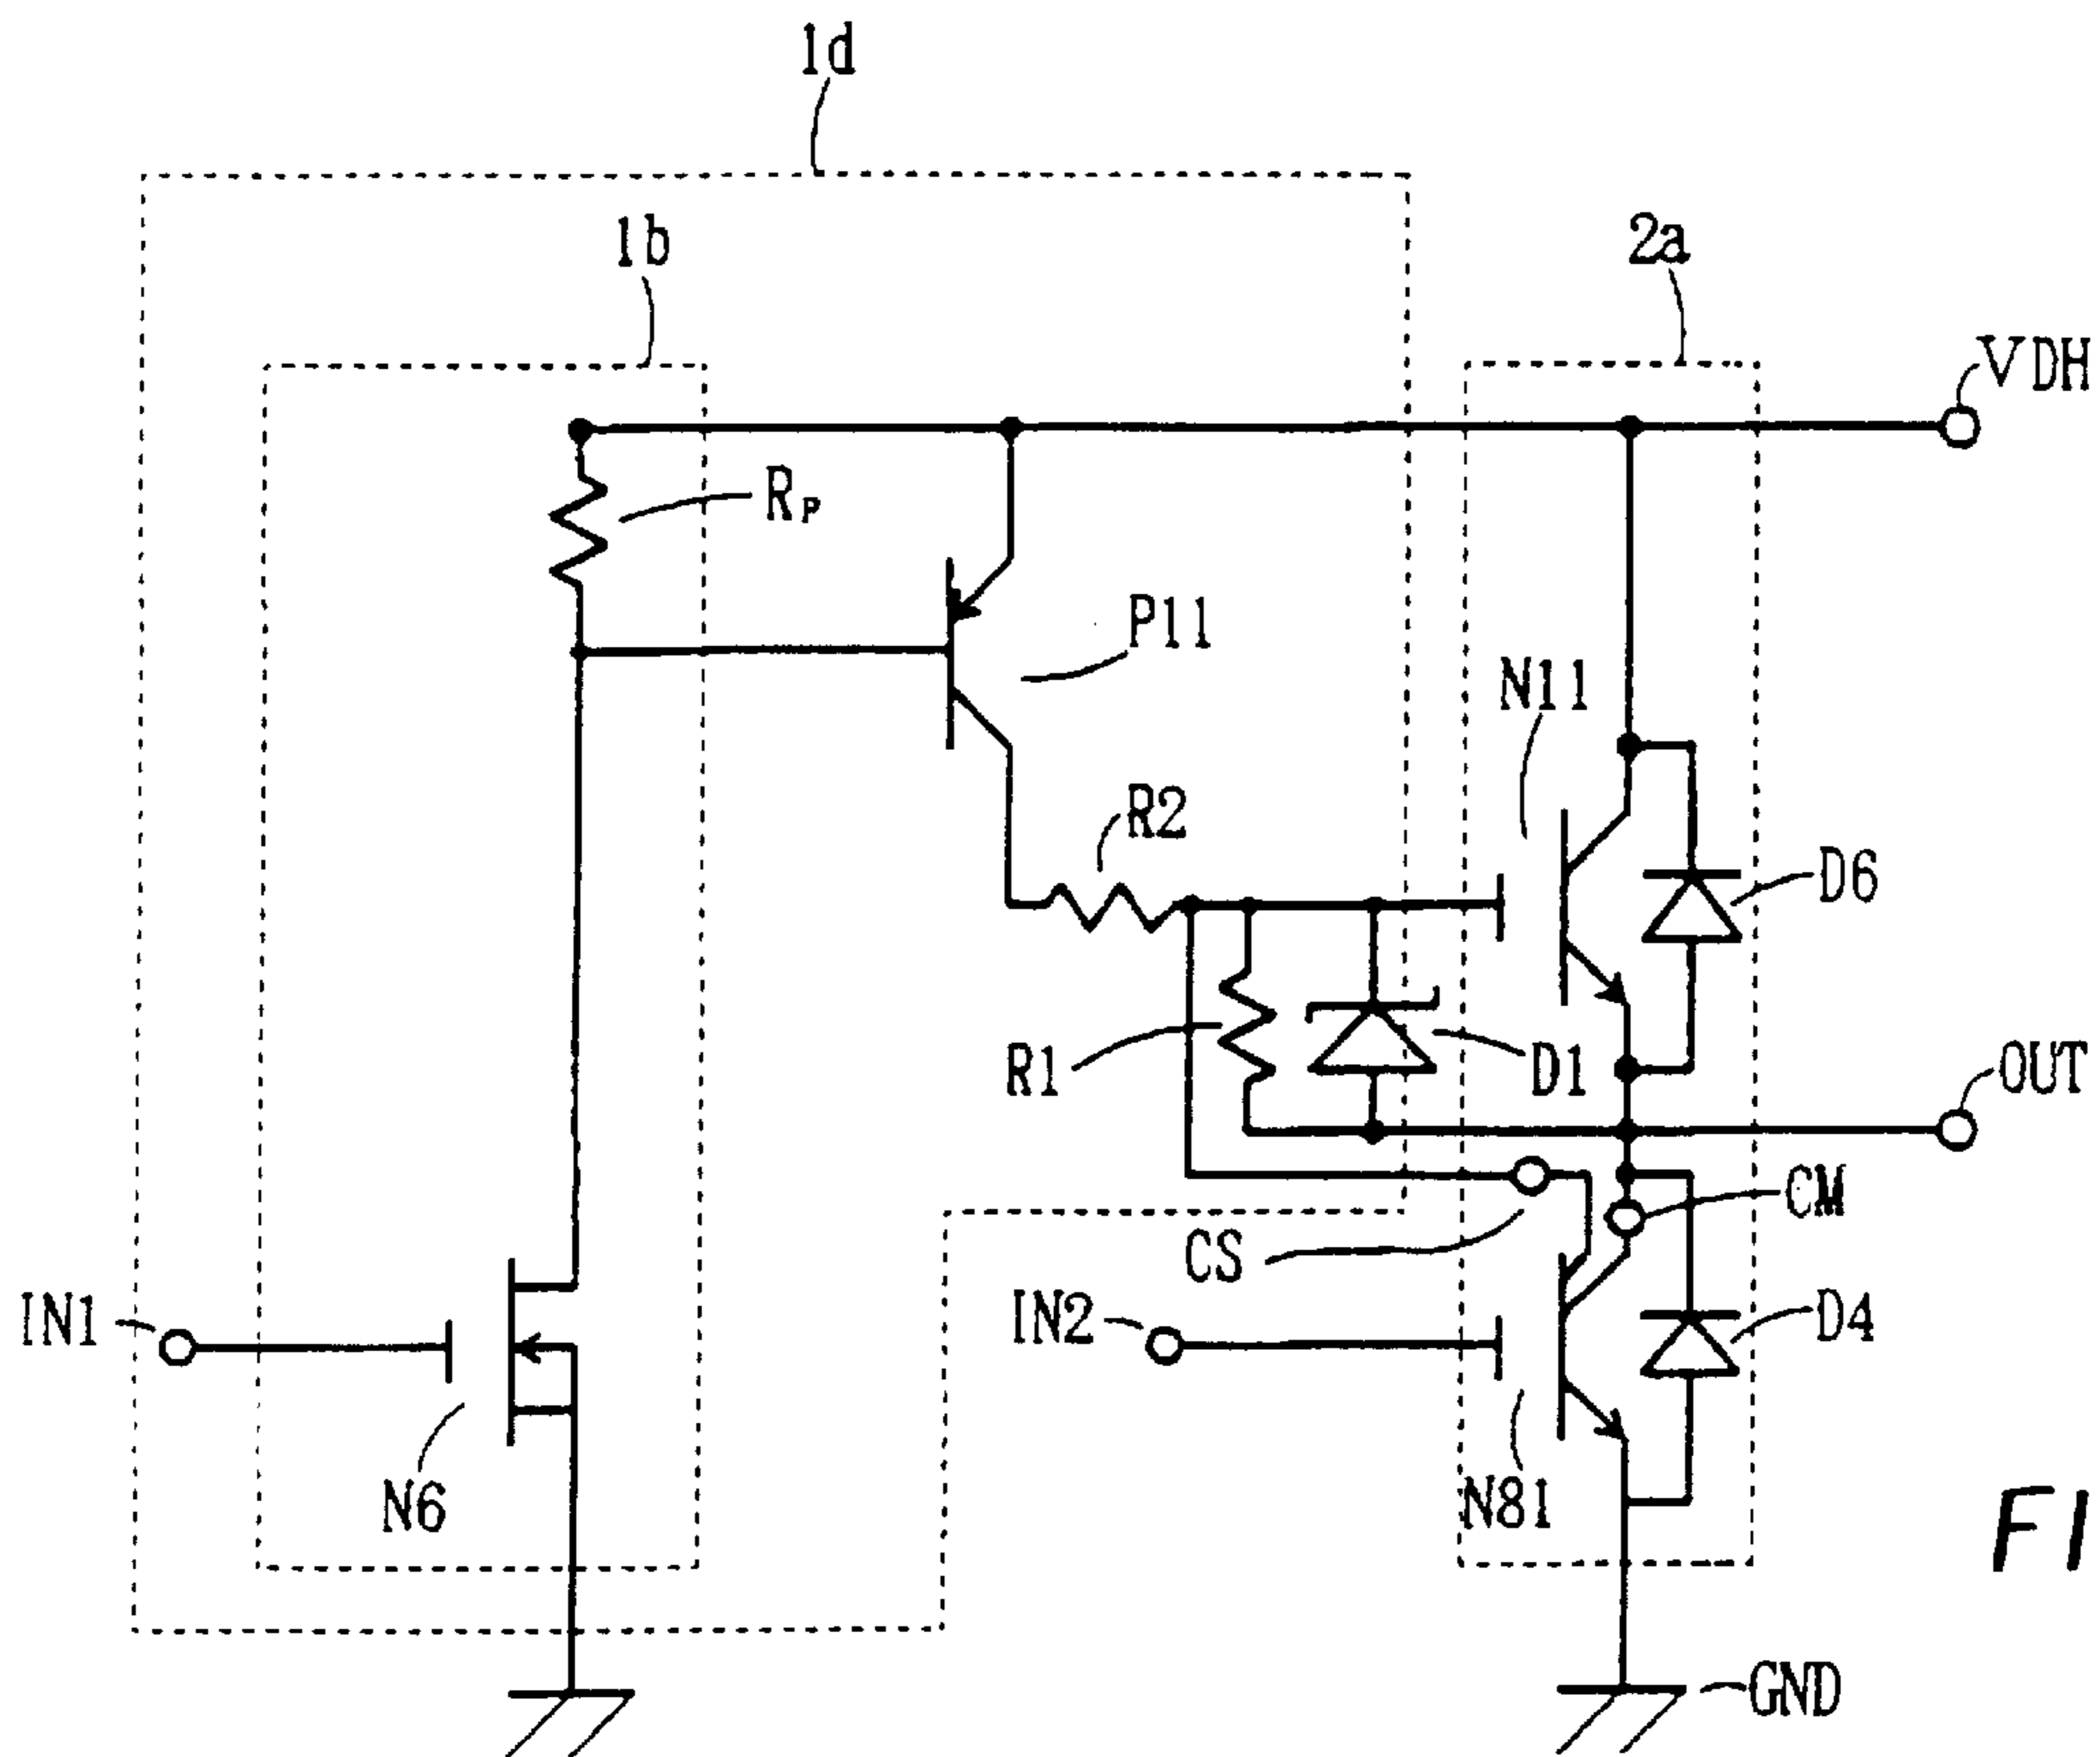 1d
1b
2a
VDH
RP
P11
N11
R2
D6
R1
D1
OUT
CS
CM
IN1
IN2
D4
N6
N81
FI
GND